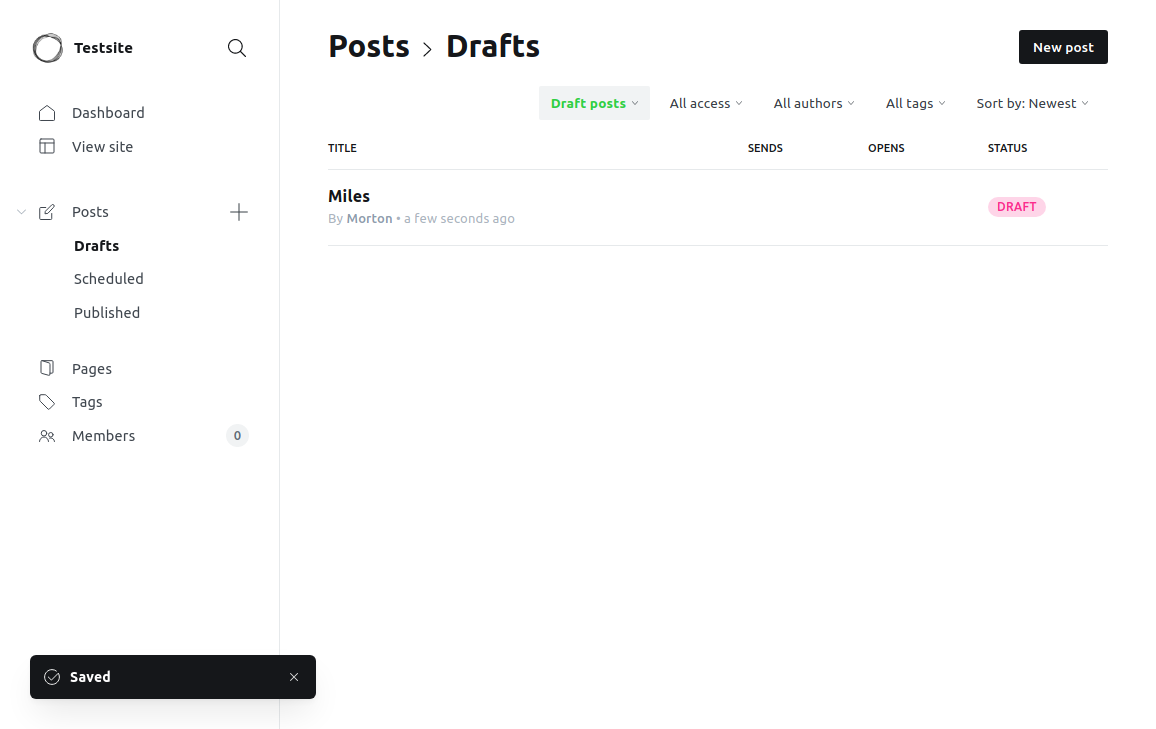 Testsite
Dashboard
View site
Posts
Drafts
Scheduled
Published
Pages
Tags
Members 0
Posts > Drafts
New post
Draft posts All access All authors All tags Sort by: Newest
TITLE SENDS OPENS STATUS
Miles
By Morton • a few seconds ago
DRAFT
Saved